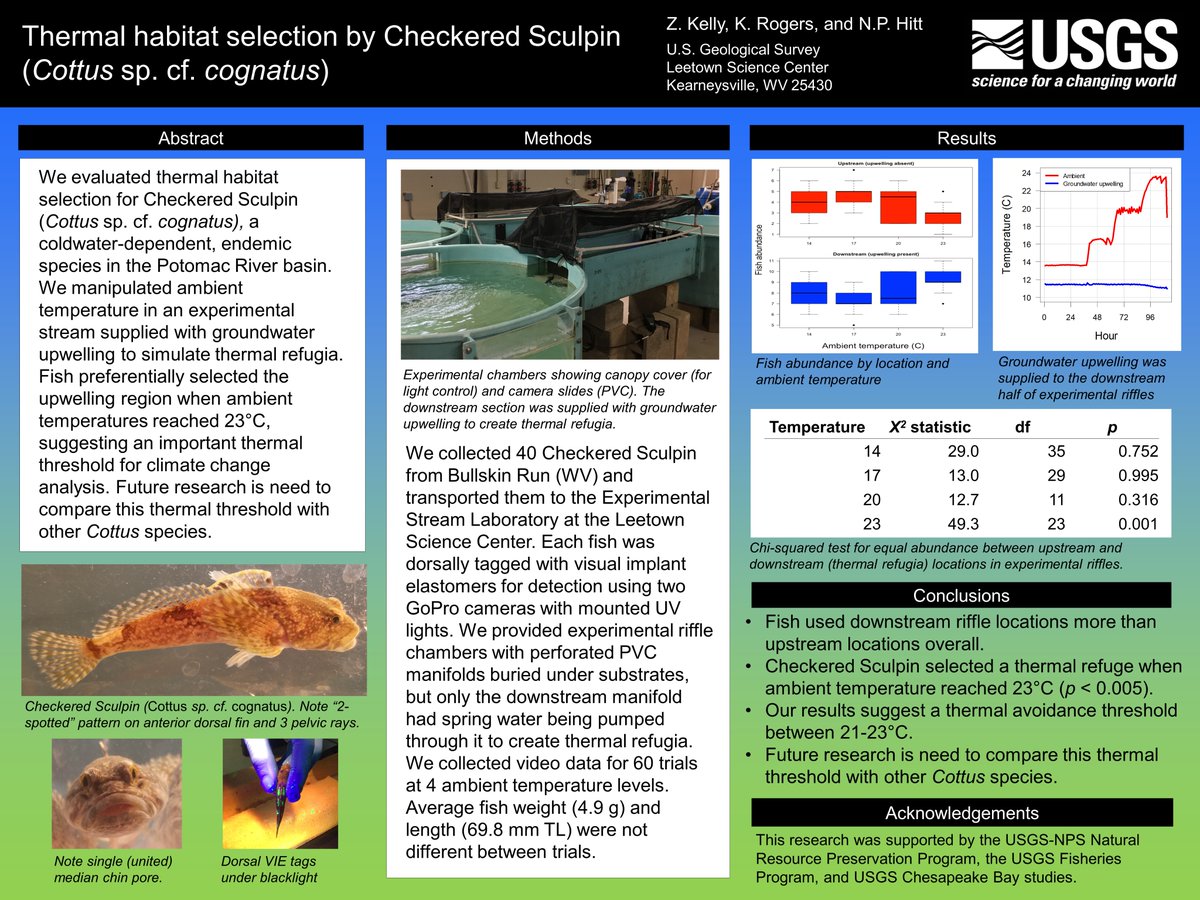 Thermal habitat selection by Checkered Sculpin
(Cottus sp. cf. cognatus)
Z. Kelly, K. Rogers, and N.P. Hitt
U.S. Geological Survey
Leetown Science Center
Kearneysville, WV 25430
USGS
science for a changing world
Abstract
We evaluated thermal habitat
selection for Checkered Sculpin
(Cottus sp. cf. cognatus), a
coldwater-dependent, endemic
species in the Potomac River basin.
We manipulated ambient
temperature in an experimental
stream supplied with groundwater
upwelling to simulate thermal refugia.
Fish preferentially selected the
upwelling region when ambient
temperatures reached 23°C,
suggesting an important thermal
threshold for climate change
analysis. Future research is need to
compare this thermal threshold with
other Cottus species.
Checkered Sculpin (Cottus sp. cf. cognatus). Note “2-
spotted” pattern on anterior dorsal fin and 3 pelvic rays.
Note single (united)
median chin pore.
Dorsal VIE tags
under blacklight
Methods
Experimental chambers showing canopy cover (for
light control) and camera slides (PVC). The
downstream section was supplied with groundwater
upwelling to create thermal refugia.
We collected 40 Checkered Sculpin
from Bullskin Run (WV) and
transported them to the Experimental
Stream Laboratory at the Leetown
Science Center. Each fish was
dorsally tagged with visual implant
elastomers for detection using two
GoPro cameras with mounted UV
lights. We provided experimental riffle
chambers with perforated PVC
manifolds buried under substrates,
but only the downstream manifold
had spring water being pumped
through it to create thermal refugia.
We collected video data for 60 trials
at 4 ambient temperature levels.
Average fish weight (4.9 g) and
length (69.8 mm TL) were not
different between trials.
Results
Upstream (upwelling absent)
7
6
5
4
3
2
1
14 17 20 23
Fish abundance
Downstream (upwelling present)
11
10
9
8
7
6
5
14 17 20 23
Ambient temperature (C)
Fish abundance by location and
ambient temperature
Ambient
Groundwater upwelling
24
22
20
18
16
14
12
10
Temperature (C)
0 24 48 72 96
Hour
Groundwater upwelling was
supplied to the downstream
half of experimental riffles
Temperature X² statistic df p
14 29.0 35 0.752
17 13.0 29 0.995
20 12.7 11 0.316
23 49.3 23 0.001
Chi-squared test for equal abundance between upstream and
downstream (thermal refugia) locations in experimental riffles.
Conclusions
• Fish used downstream riffle locations more than
upstream locations overall.
• Checkered Sculpin selected a thermal refuge when
ambient temperature reached 23°C (p < 0.005).
• Our results suggest a thermal avoidance threshold
between 21-23°C.
• Future research is need to compare this thermal
threshold with other Cottus species.
Acknowledgements
This research was supported by the USGS-NPS Natural
Resource Preservation Program, the USGS Fisheries
Program, and USGS Chesapeake Bay studies.